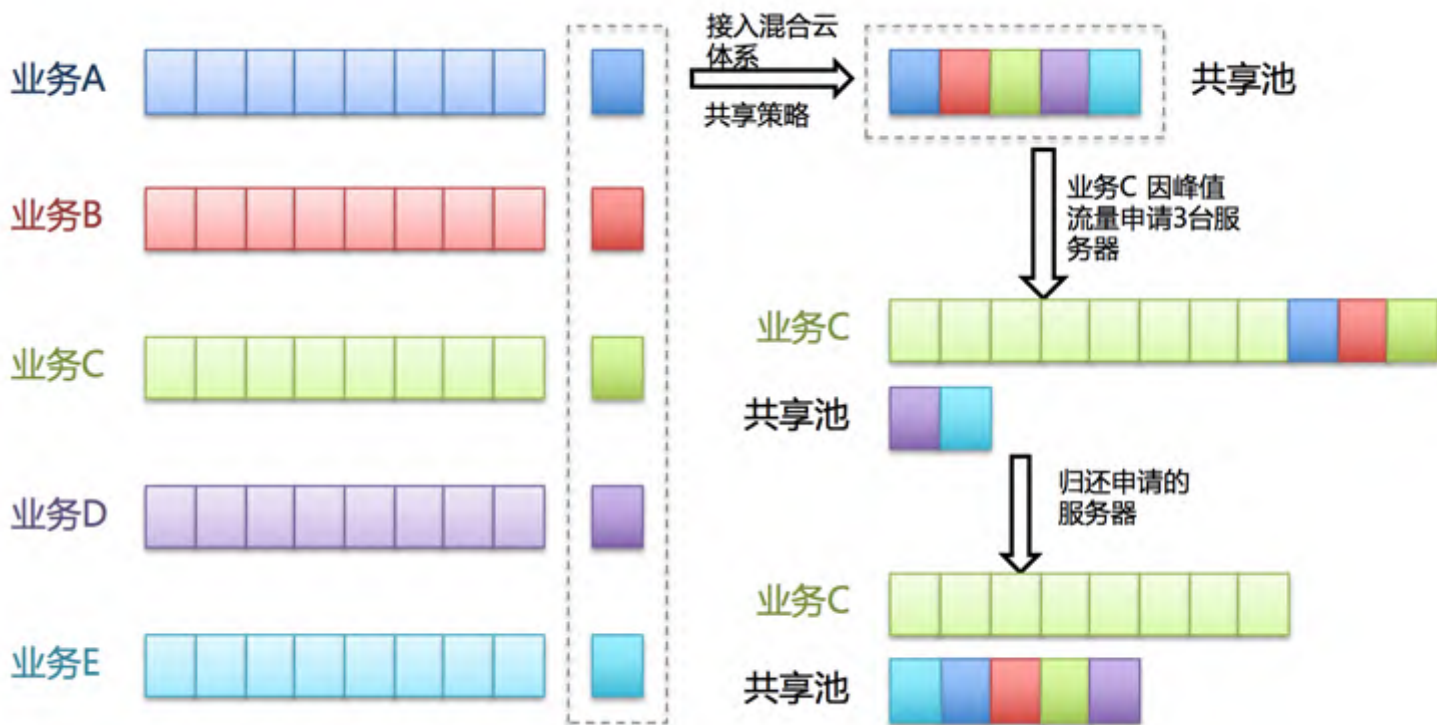 业务A
业务B
业务C
业务D
业务E
接入混合云
体系
共享策略
共享池
业务C 因峰值
流量申请3台服
务器
业务C
共享池
归还申请的
服务器
业务C
共享池